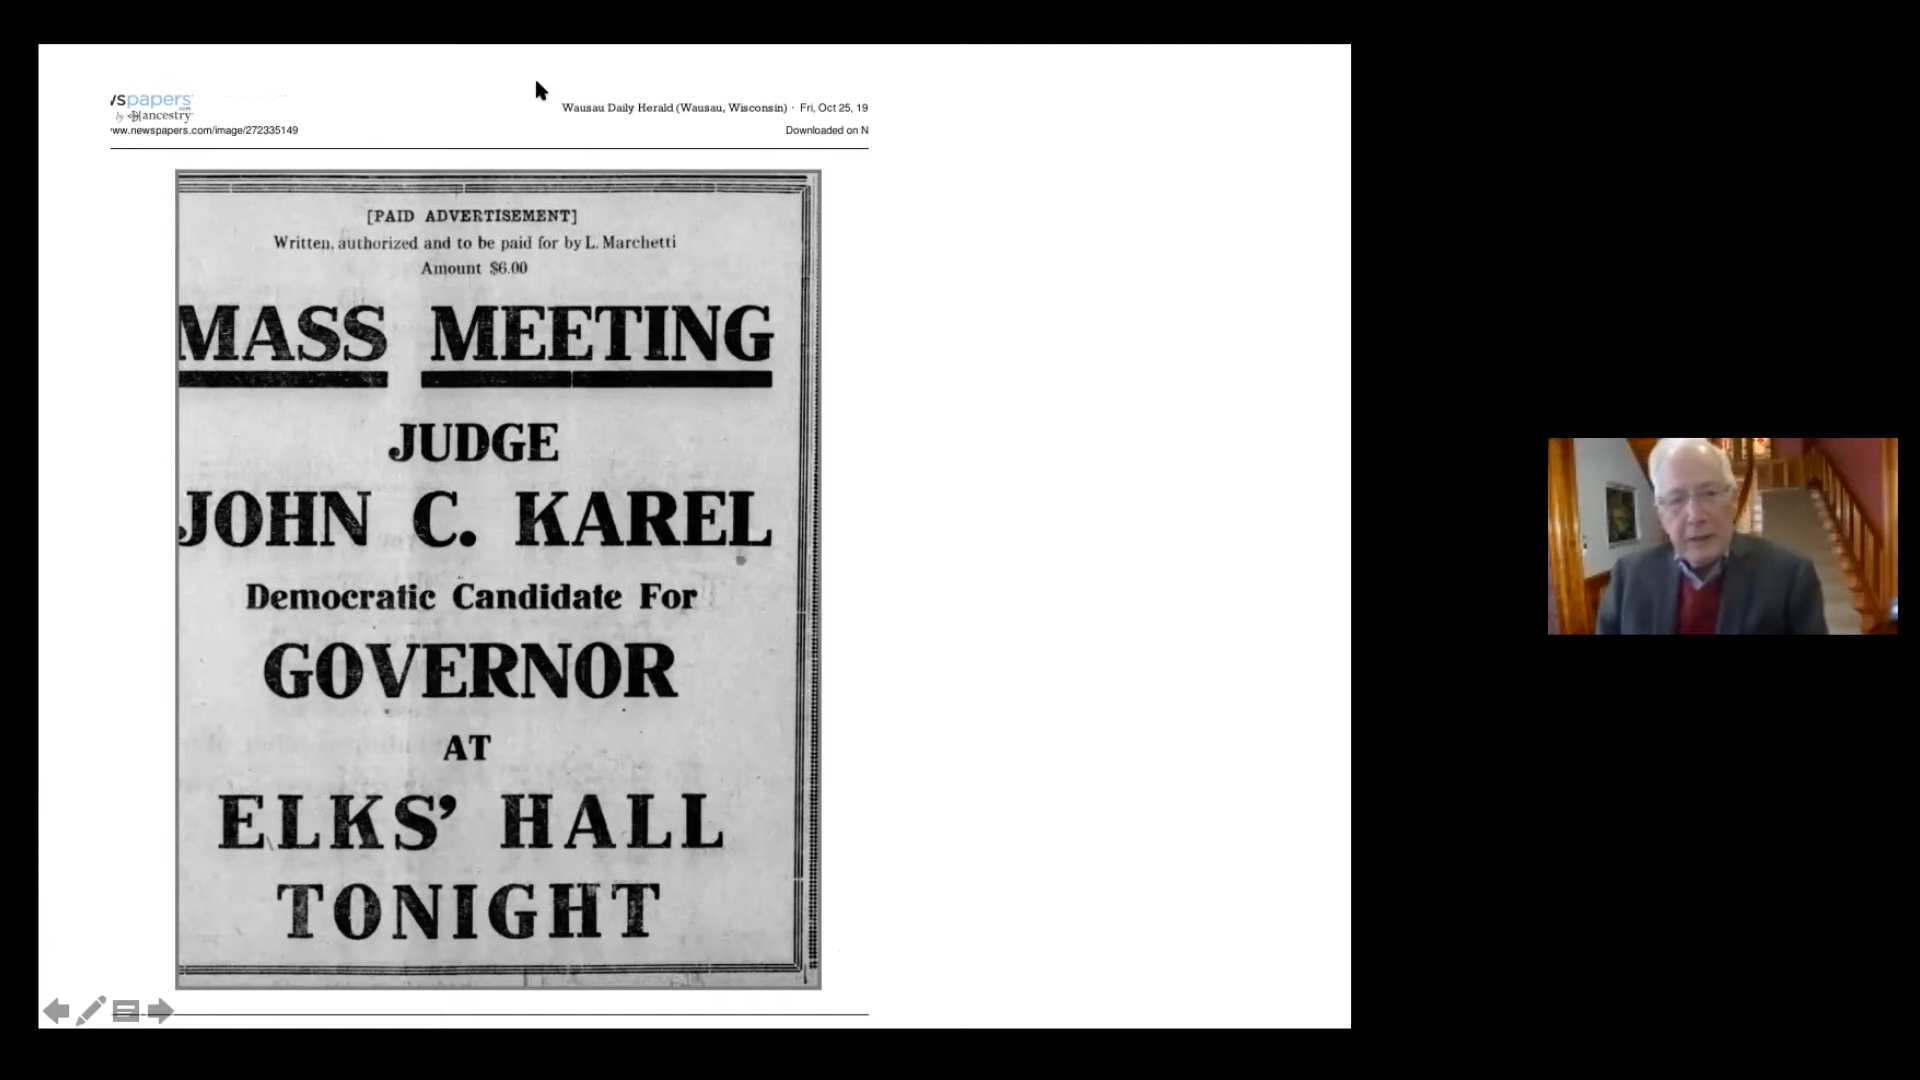 spapers
.com
by ancestry
ww.newspapers.com/image/272335149
Wausau Daily Herald (Wausau, Wisconsin) · Fri, Oct 25, 19
Downloaded on N
[PAID ADVERTISEMENT]
Written, authorized and to be paid for by L. Marchetti
Amount $6.00
MASS MEETING
JUDGE
JOHN C. KAREL
Democratic Candidate For
GOVERNOR
AT
ELKS’ HALL
TONIGHT